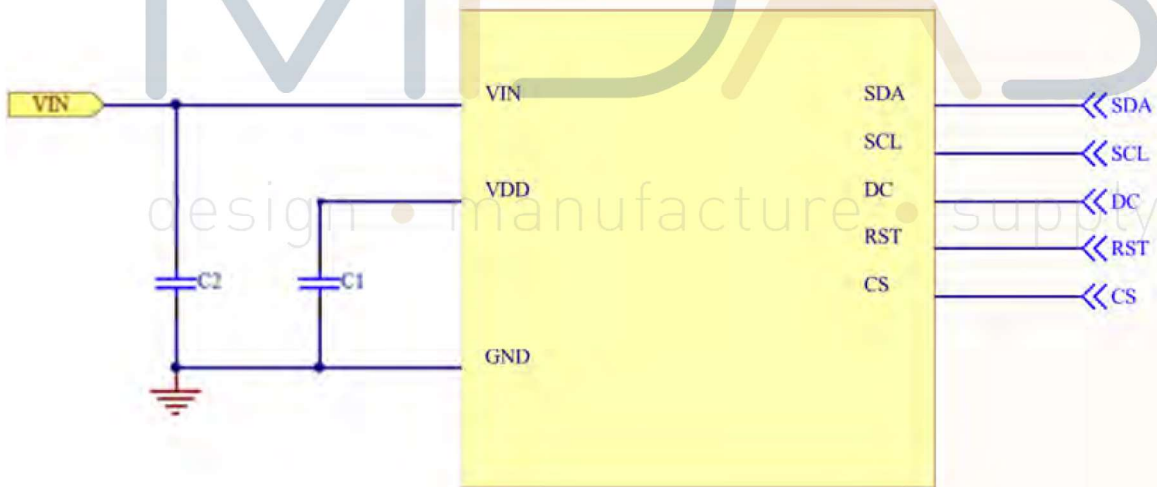 MIDAS
design • manufacture • supply
VIN
VIN
VDD
GND
C2
C1
SDA
SCL
DC
RST
CS
SDA
SCL
DC
RST
CS